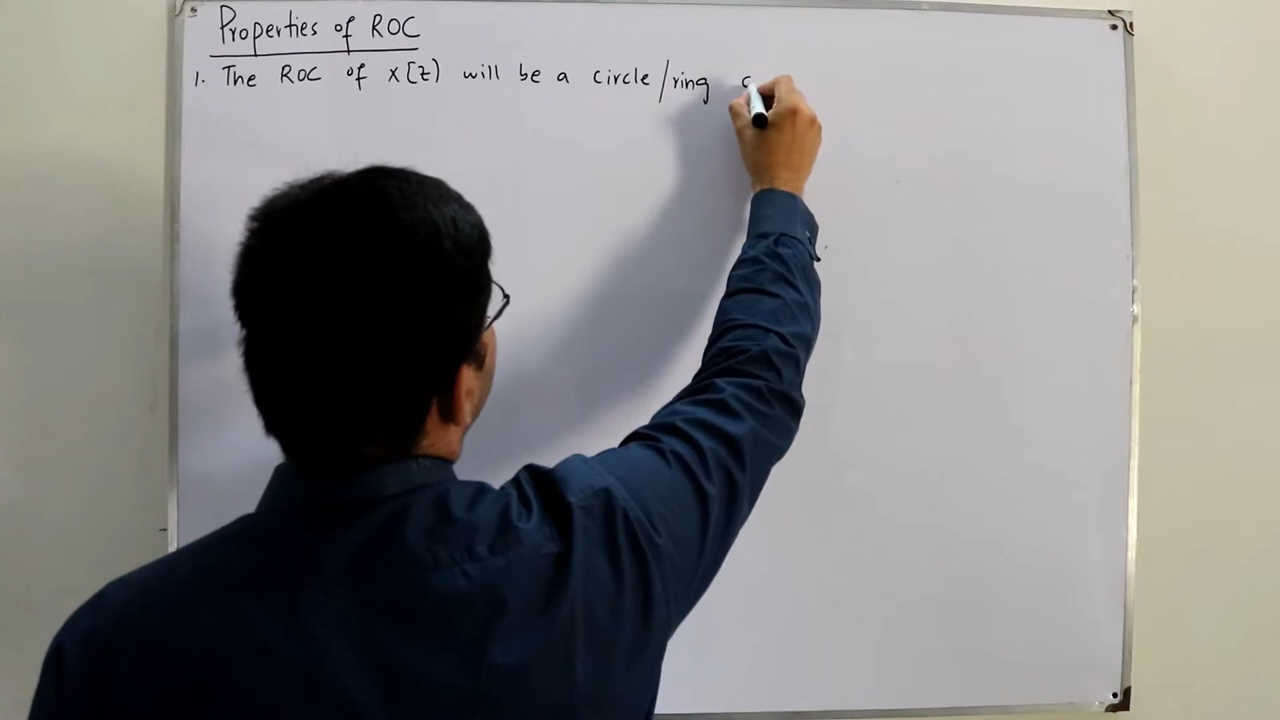 Properties of ROC
1. The ROC of X[z) will be a circle/ring c